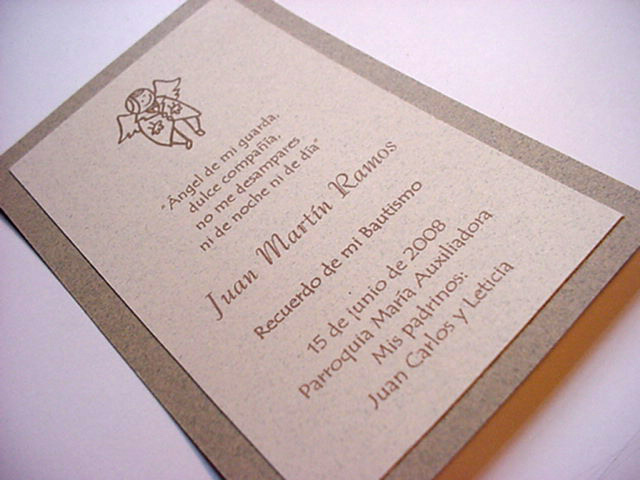 "Ángel de mi guarda,
dulce compañía,
no me desampares
ni de noche ni de día"
Juan Martín Ramos
Recuerdo de mi Bautismo
15 de junio de 2008
Parroquia María Auxiliadora
Mis padrinos:
Juan Carlos y Leticia